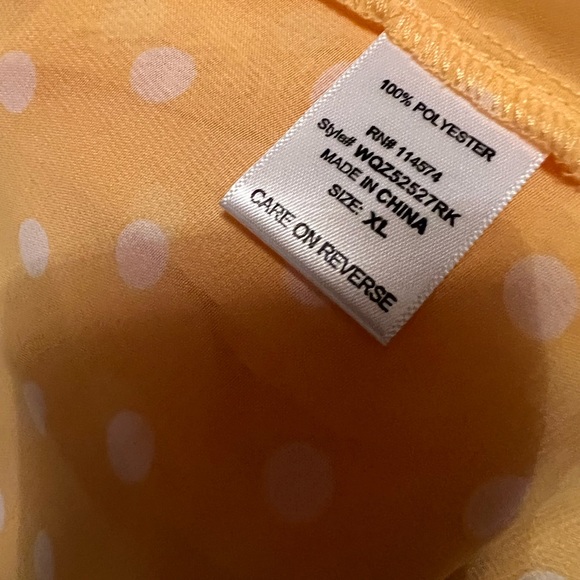 100% POLYESTER
RN# 114574
Style# WQZ52527RK
MADE IN CHINA
SIZE: XL
CARE ON REVERSE